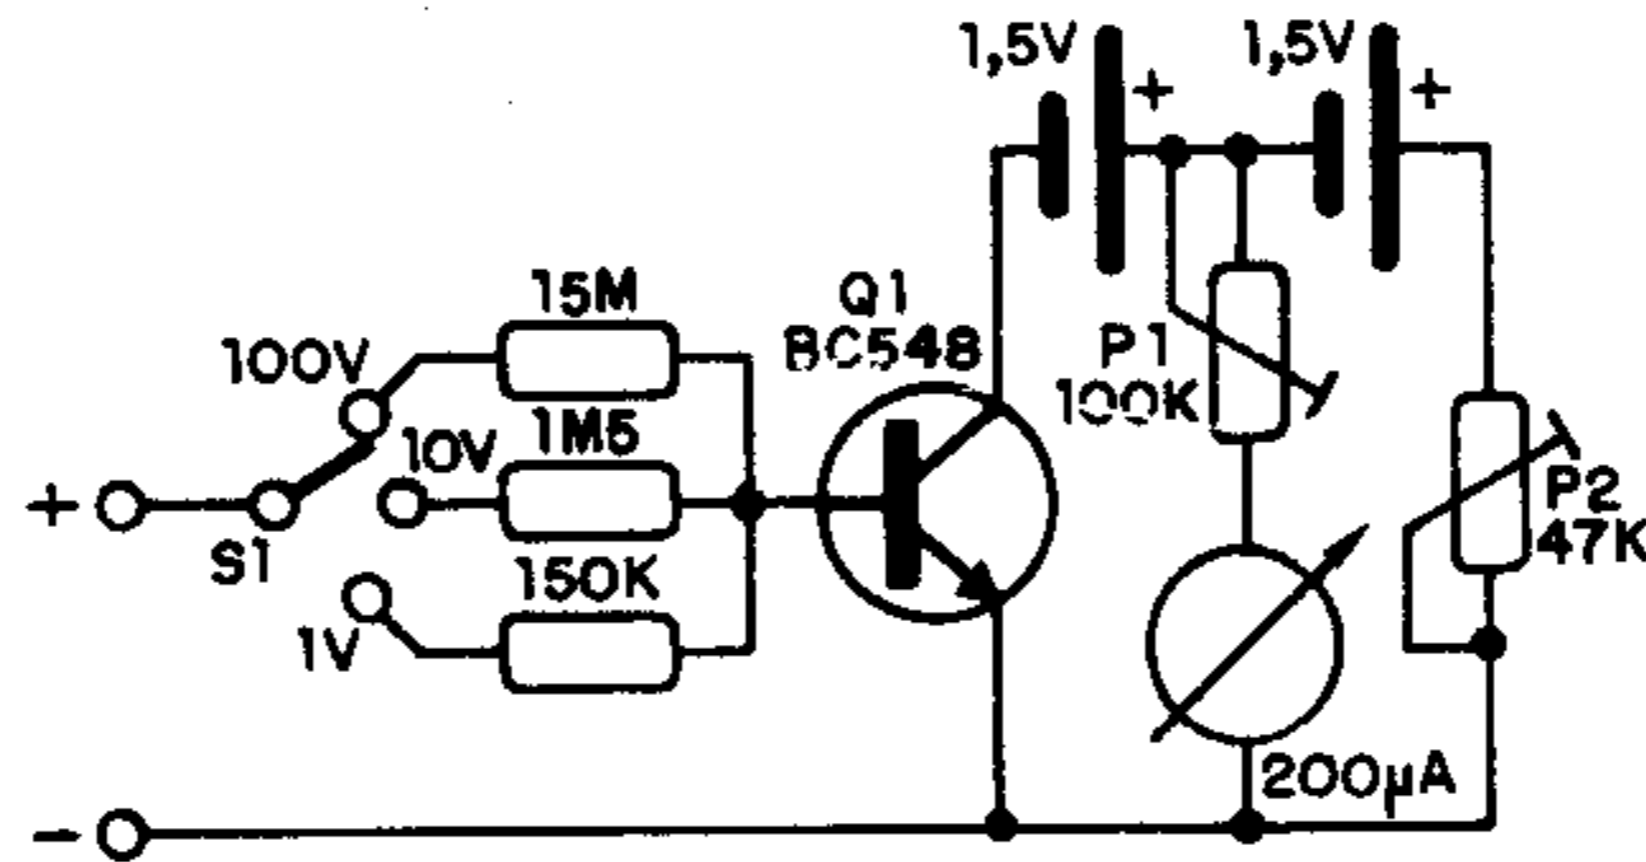 1,5V
+
1,5V
+
15M
Q1
BC548
100V
P1
100K
1M5
10V
+
S1
P2
47K
150K
1V
200µA
-